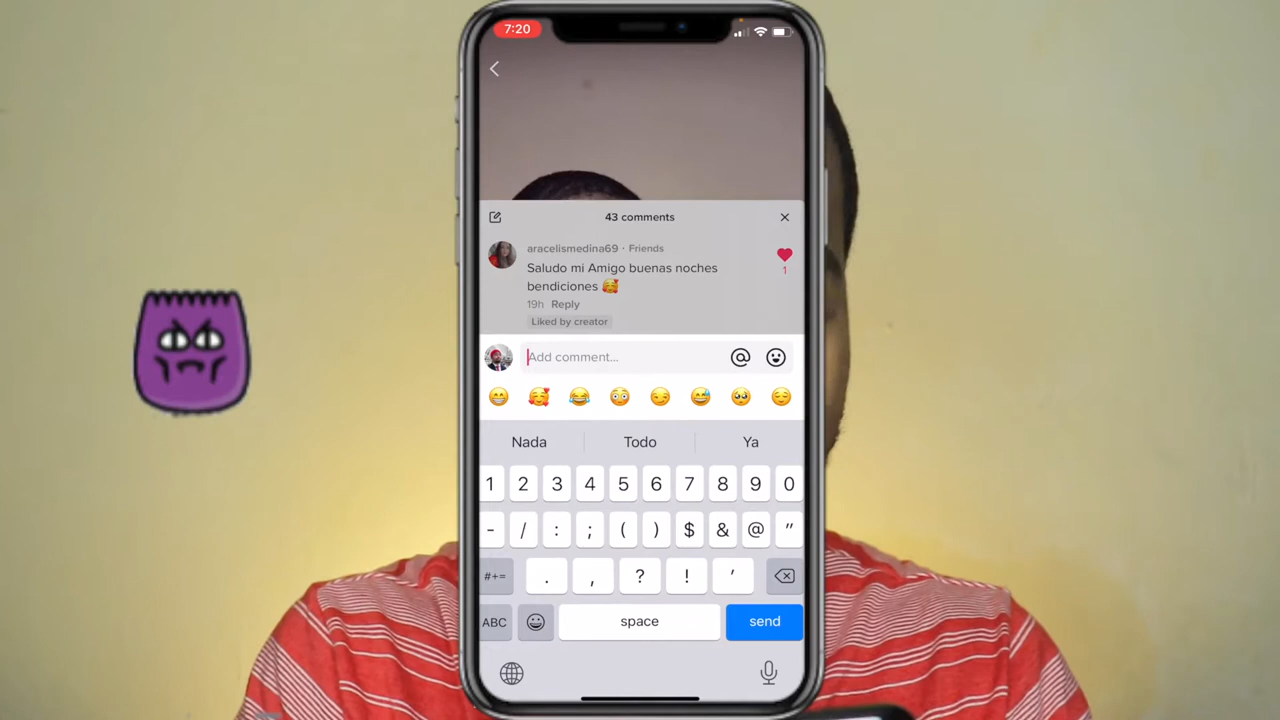 7:20
43 comments
aracelismedina69 · Friends
Saludo mi Amigo buenas noches
bendiciones 🥰
1
19h Reply
Liked by creator
Add comment...
😁 🥰 😂 😳 😏 😅 🥺 😌
Nada Todo Ya
1 2 3 4 5 6 7 8 9 0
- / : ; ( ) $ & @ "
#+= . , ? ! '
ABC space send